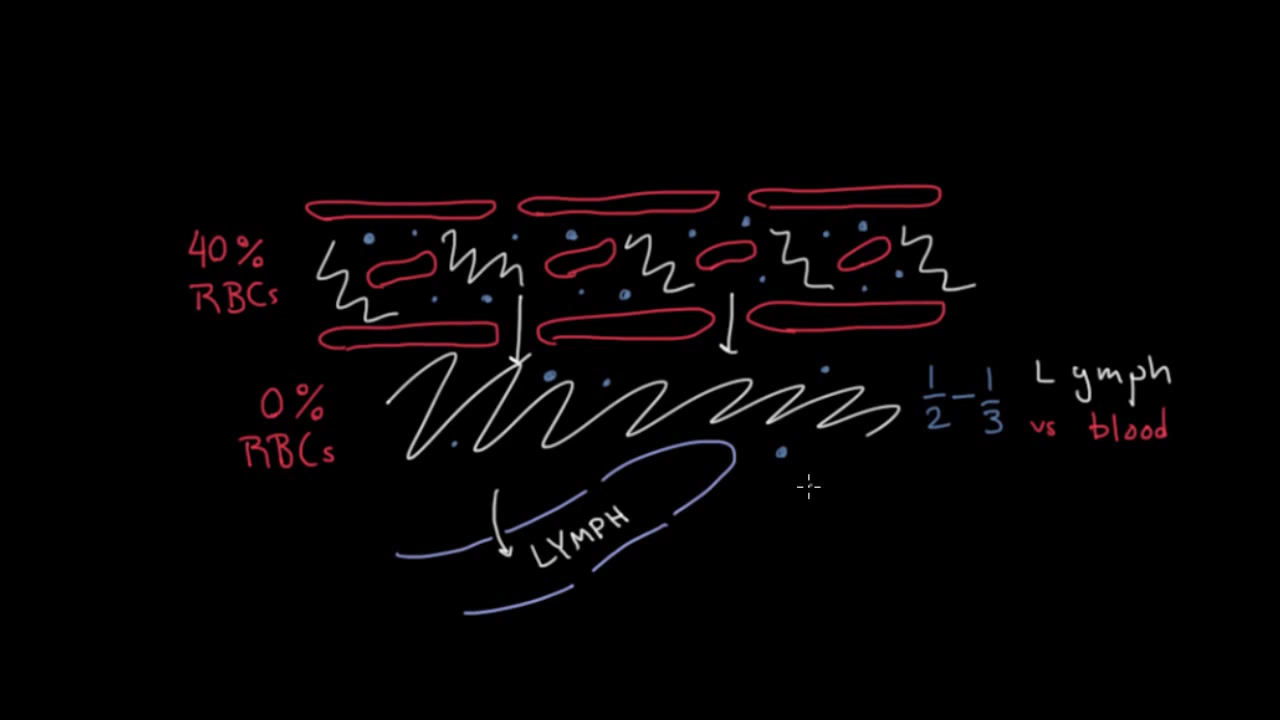 40%
RBCs
0%
RBCs
1/2 - 1/3
Lymph
vs blood
LYMPH